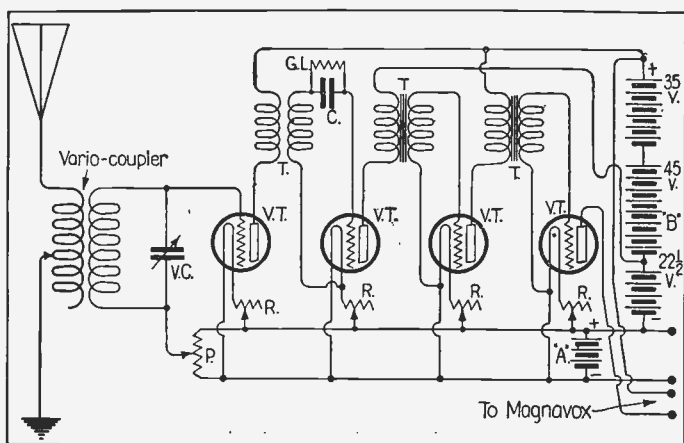 G.L.
+
35
V.
T.
C.
Vario-coupler
T.
T.
45
V.
"B"
V.T.
V.T.
V.T.
V.T.
22½
V.
V.C.
R.
R.
R.
R.
-
+
P.
"A"
-
To Magnavox